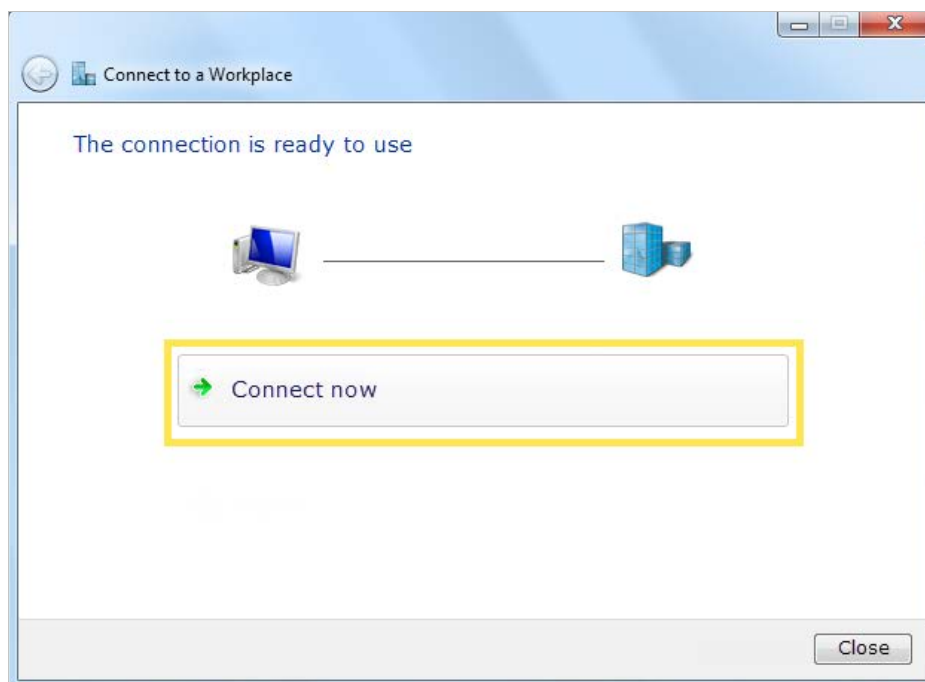 Connect to a Workplace
The connection is ready to use
Connect now
Close